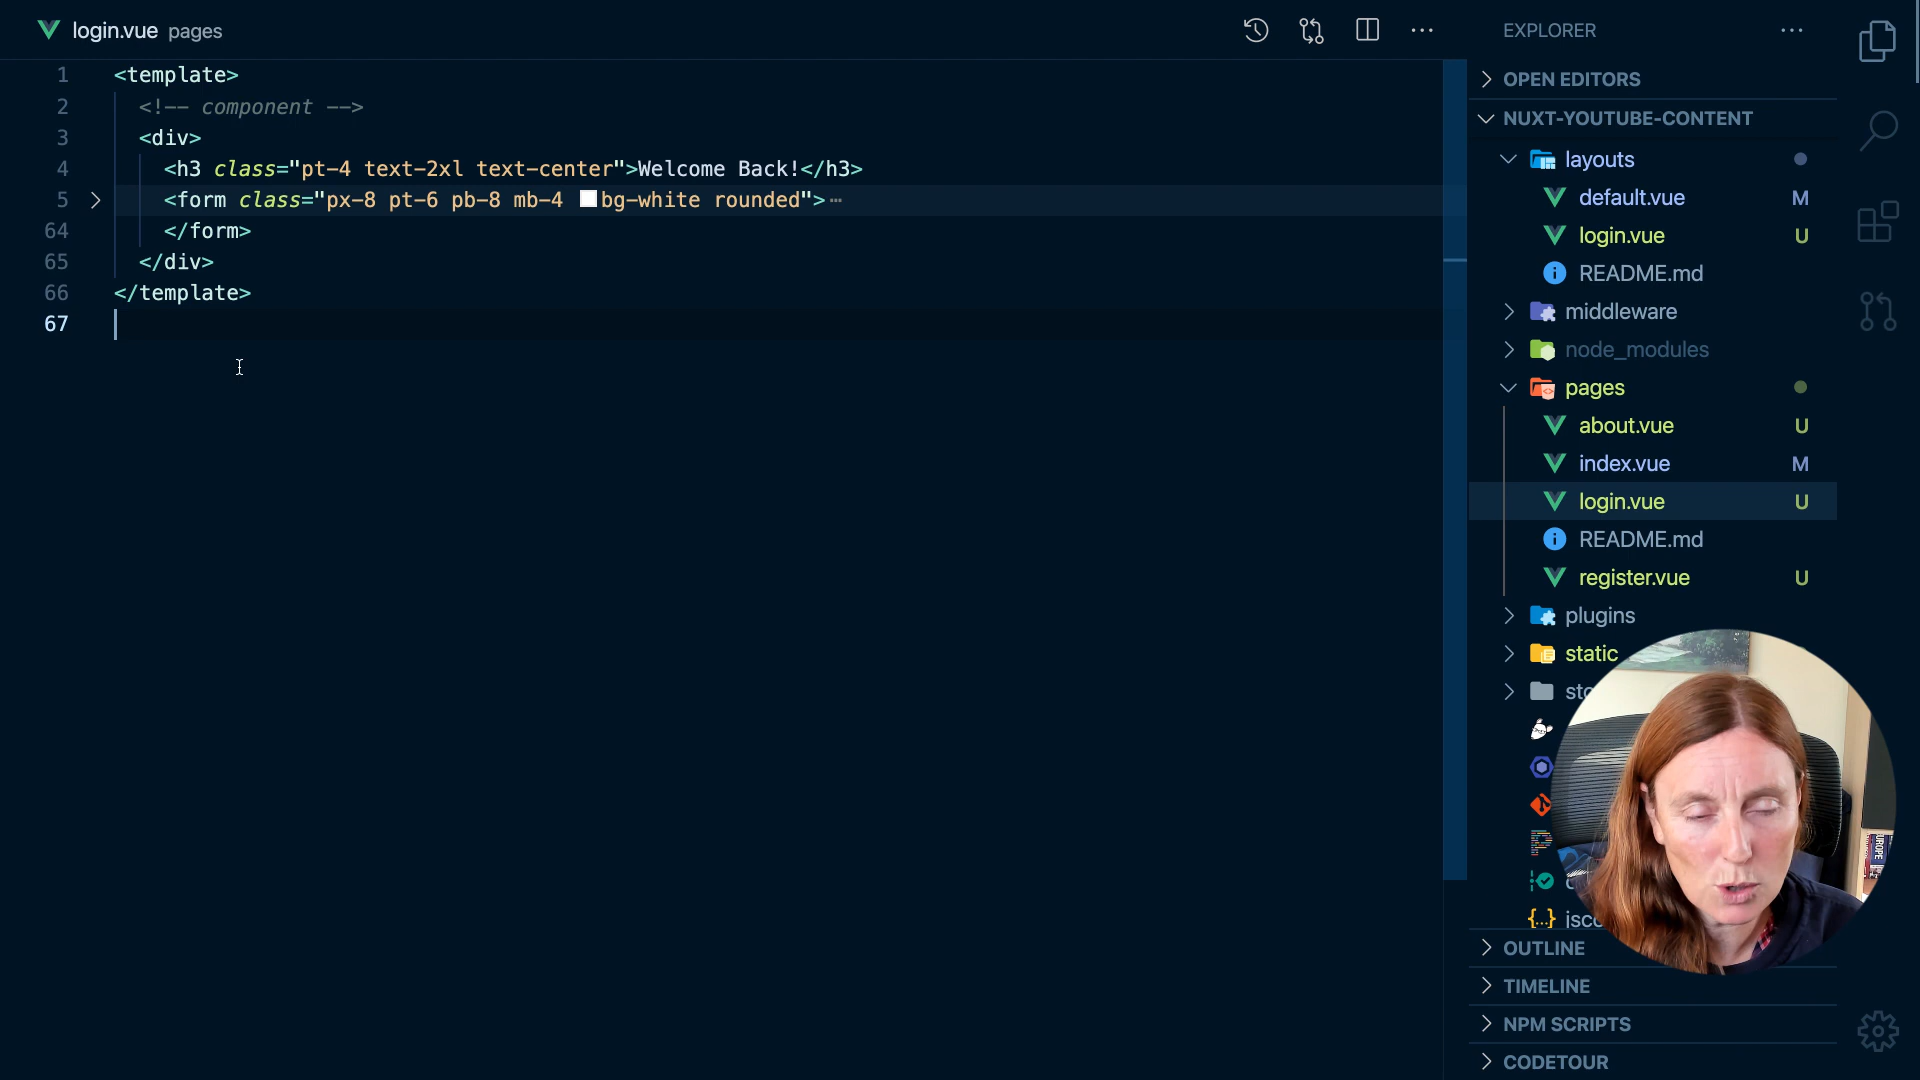 login.vue pages
1 <template>
2 <!-- component -->
3 <div>
4 <h3 class="pt-4 text-2xl text-center">Welcome Back!</h3>
5 <form class="px-8 pt-6 pb-8 mb-4 bg-white rounded">
64 </form>
65 </div>
66 </template>
67
EXPLORER
OPEN EDITORS
NUXT-YOUTUBE-CONTENT
layouts
default.vue M
login.vue U
README.md
middleware
node_modules
pages
about.vue U
index.vue M
login.vue U
README.md
register.vue U
plugins
static
OUTLINE
TIMELINE
NPM SCRIPTS
CODETOUR